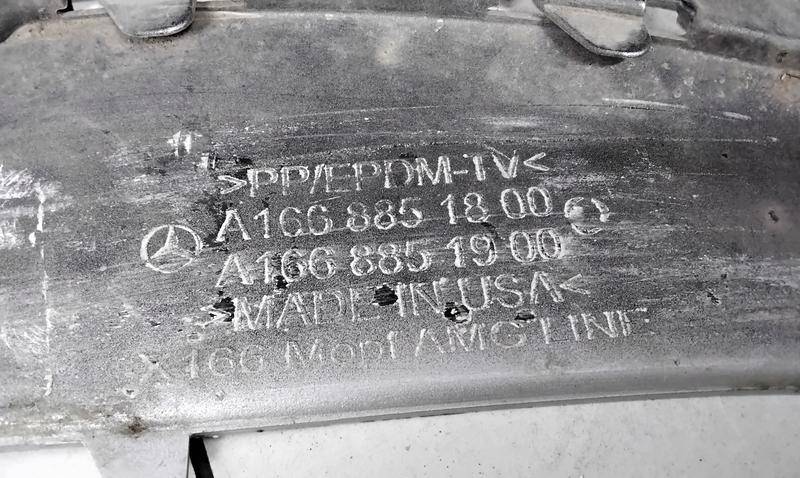 >PP/EPDM-TV<
A166 885 18 00
A166 885 19 00
>MADE IN USA<
X166 Mopf AMG LINE